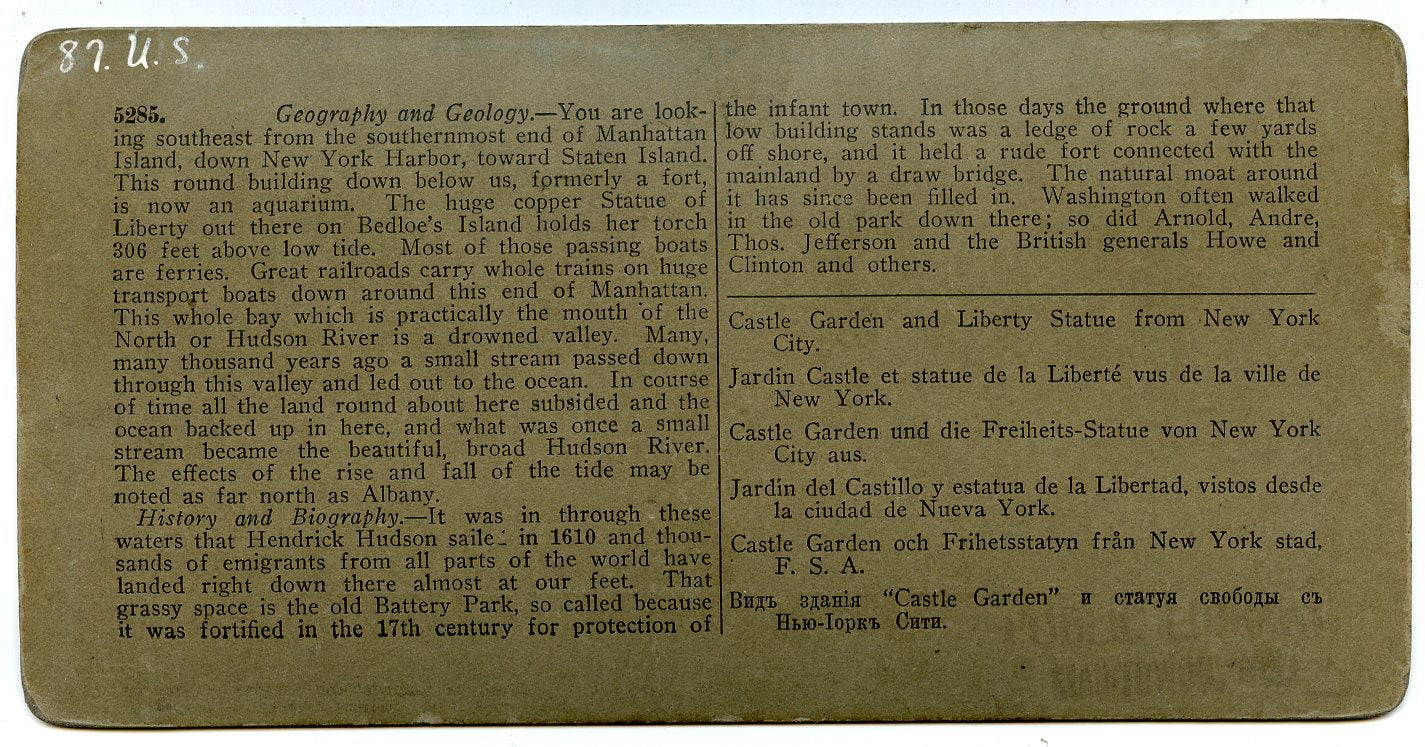 87. U. S.
5285. Geography and Geology.—You are look-
ing southeast from the southernmost end of Manhattan
Island, down New York Harbor, toward Staten Island.
This round building down below us, formerly a fort,
is now an aquarium. The huge copper Statue of
Liberty out there on Bedloe's Island holds her torch
306 feet above low tide. Most of those passing boats
are ferries. Great railroads carry whole trains on huge
transport boats down around this end of Manhattan.
This whole bay which is practically the mouth of the
North or Hudson River is a drowned valley. Many,
many thousand years ago a small stream passed down
through this valley and led out to the ocean. In course
of time all the land round about here subsided and the
ocean backed up in here, and what was once a small
stream became the beautiful, broad Hudson River.
The effects of the rise and fall of the tide may be
noted as far north as Albany.
History and Biography.—It was in through these
waters that Hendrick Hudson saile in 1610 and thou-
sands of emigrants from all parts of the world have
landed right down there almost at our feet. That
grassy space is the old Battery Park, so called because
it was fortified in the 17th century for protection of
the infant town. In those days the ground where that
low building stands was a ledge of rock a few yards
off shore, and it held a rude fort connected with the
mainland by a draw bridge. The natural moat around
it has since been filled in. Washington often walked
in the old park down there; so did Arnold, Andre,
Thos. Jefferson and the British generals Howe and
Clinton and others.
Castle Garden and Liberty Statue from New York
City.
Jardin Castle et statue de la Liberté vus de la ville de
New York.
Castle Garden und die Freiheits-Statue von New York
City aus.
Jardín del Castillo y estatua de la Libertad, vistos desde
la ciudad de Nueva York.
Castle Garden och Frihetsstatyn från New York stad,
F. S. A.
Видъ зданія "Castle Garden" и статуя свободы съ
Нью-Іоркъ Сити.